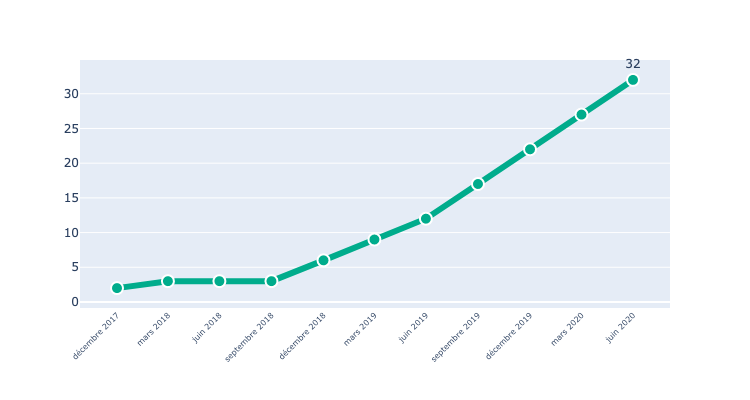 32
30
25
20
15
10
5
0
décembre 2017
mars 2018
juin 2018
septembre 2018
décembre 2018
mars 2019
juin 2019
septembre 2019
décembre 2019
mars 2020
juin 2020